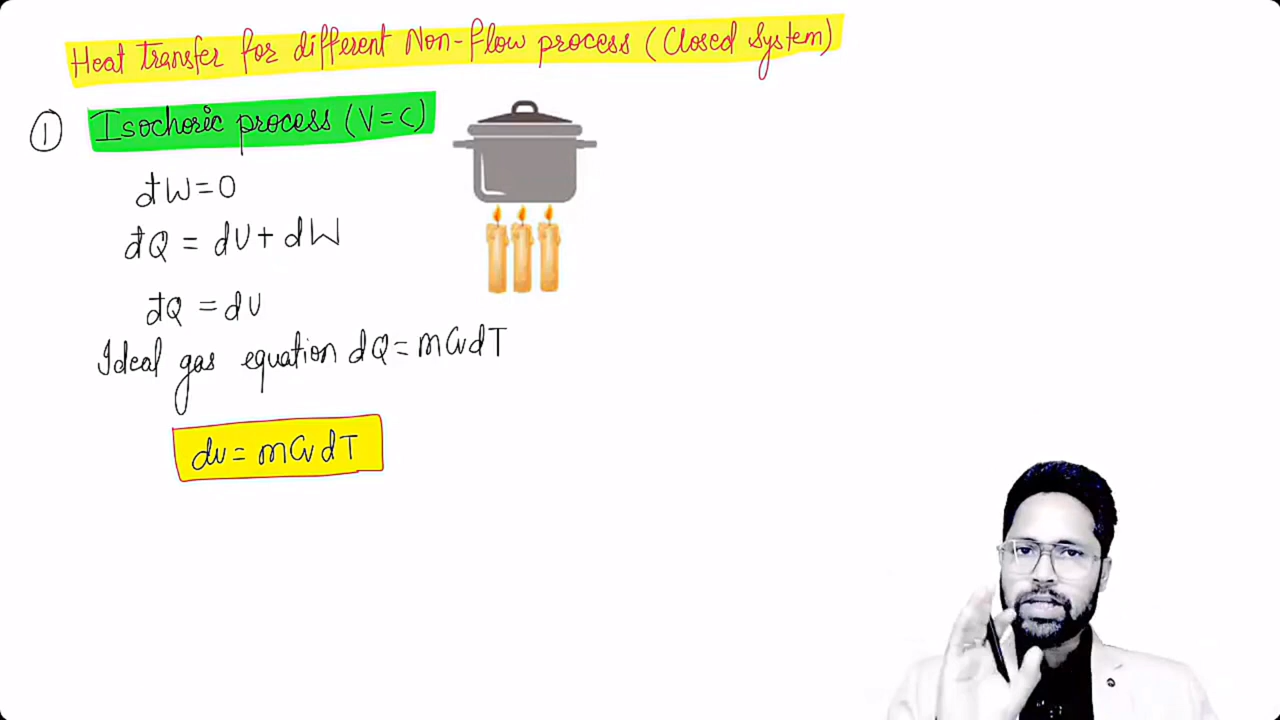 Heat transfer for different Non-flow process (Closed System)
① Isochoric process (V=C)
đW=0
đQ = dU + dW
đQ = dU
Ideal gas equation dQ = mCvdT
du = mCvdT